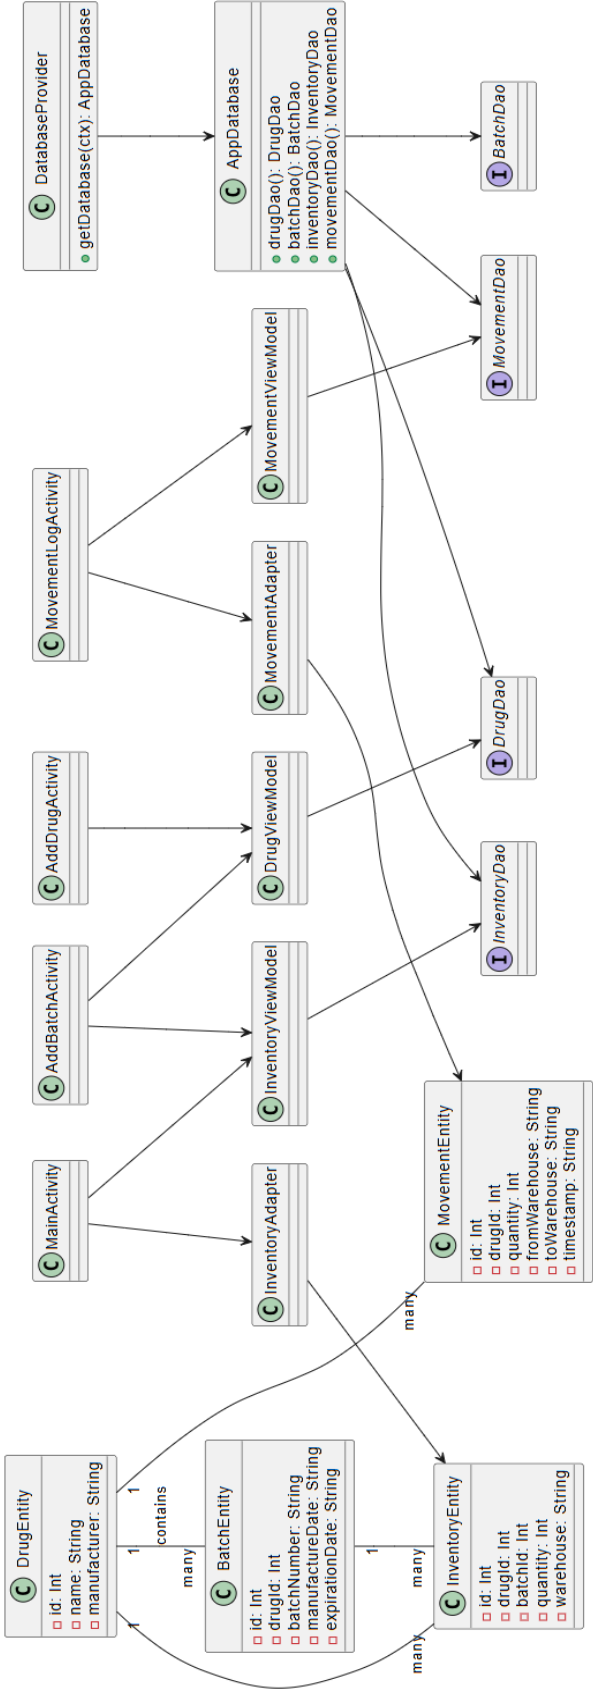 C DrugEntity
id: Int
name: String
manufacturer: String
1
1
1
contains
many
C BatchEntity
id: Int
drugId: Int
batchNumber: String
manufactureDate: String
expirationDate: String
1
many
many
C InventoryEntity
id: Int
drugId: Int
batchId: Int
quantity: Int
warehouse: String
many
C MovementEntity
id: Int
drugId: Int
quantity: Int
fromWarehouse: String
toWarehouse: String
timestamp: String
C MainActivity
C AddBatchActivity
C AddDrugActivity
C MovementLogActivity
C InventoryAdapter
C InventoryViewModel
C DrugViewModel
C MovementAdapter
C MovementViewModel
C DatabaseProvider
getDatabase(ctx): AppDatabase
C AppDatabase
drugDao(): DrugDao
batchDao(): BatchDao
inventoryDao(): InventoryDao
movementDao(): MovementDao
I InventoryDao
I DrugDao
I MovementDao
I BatchDao